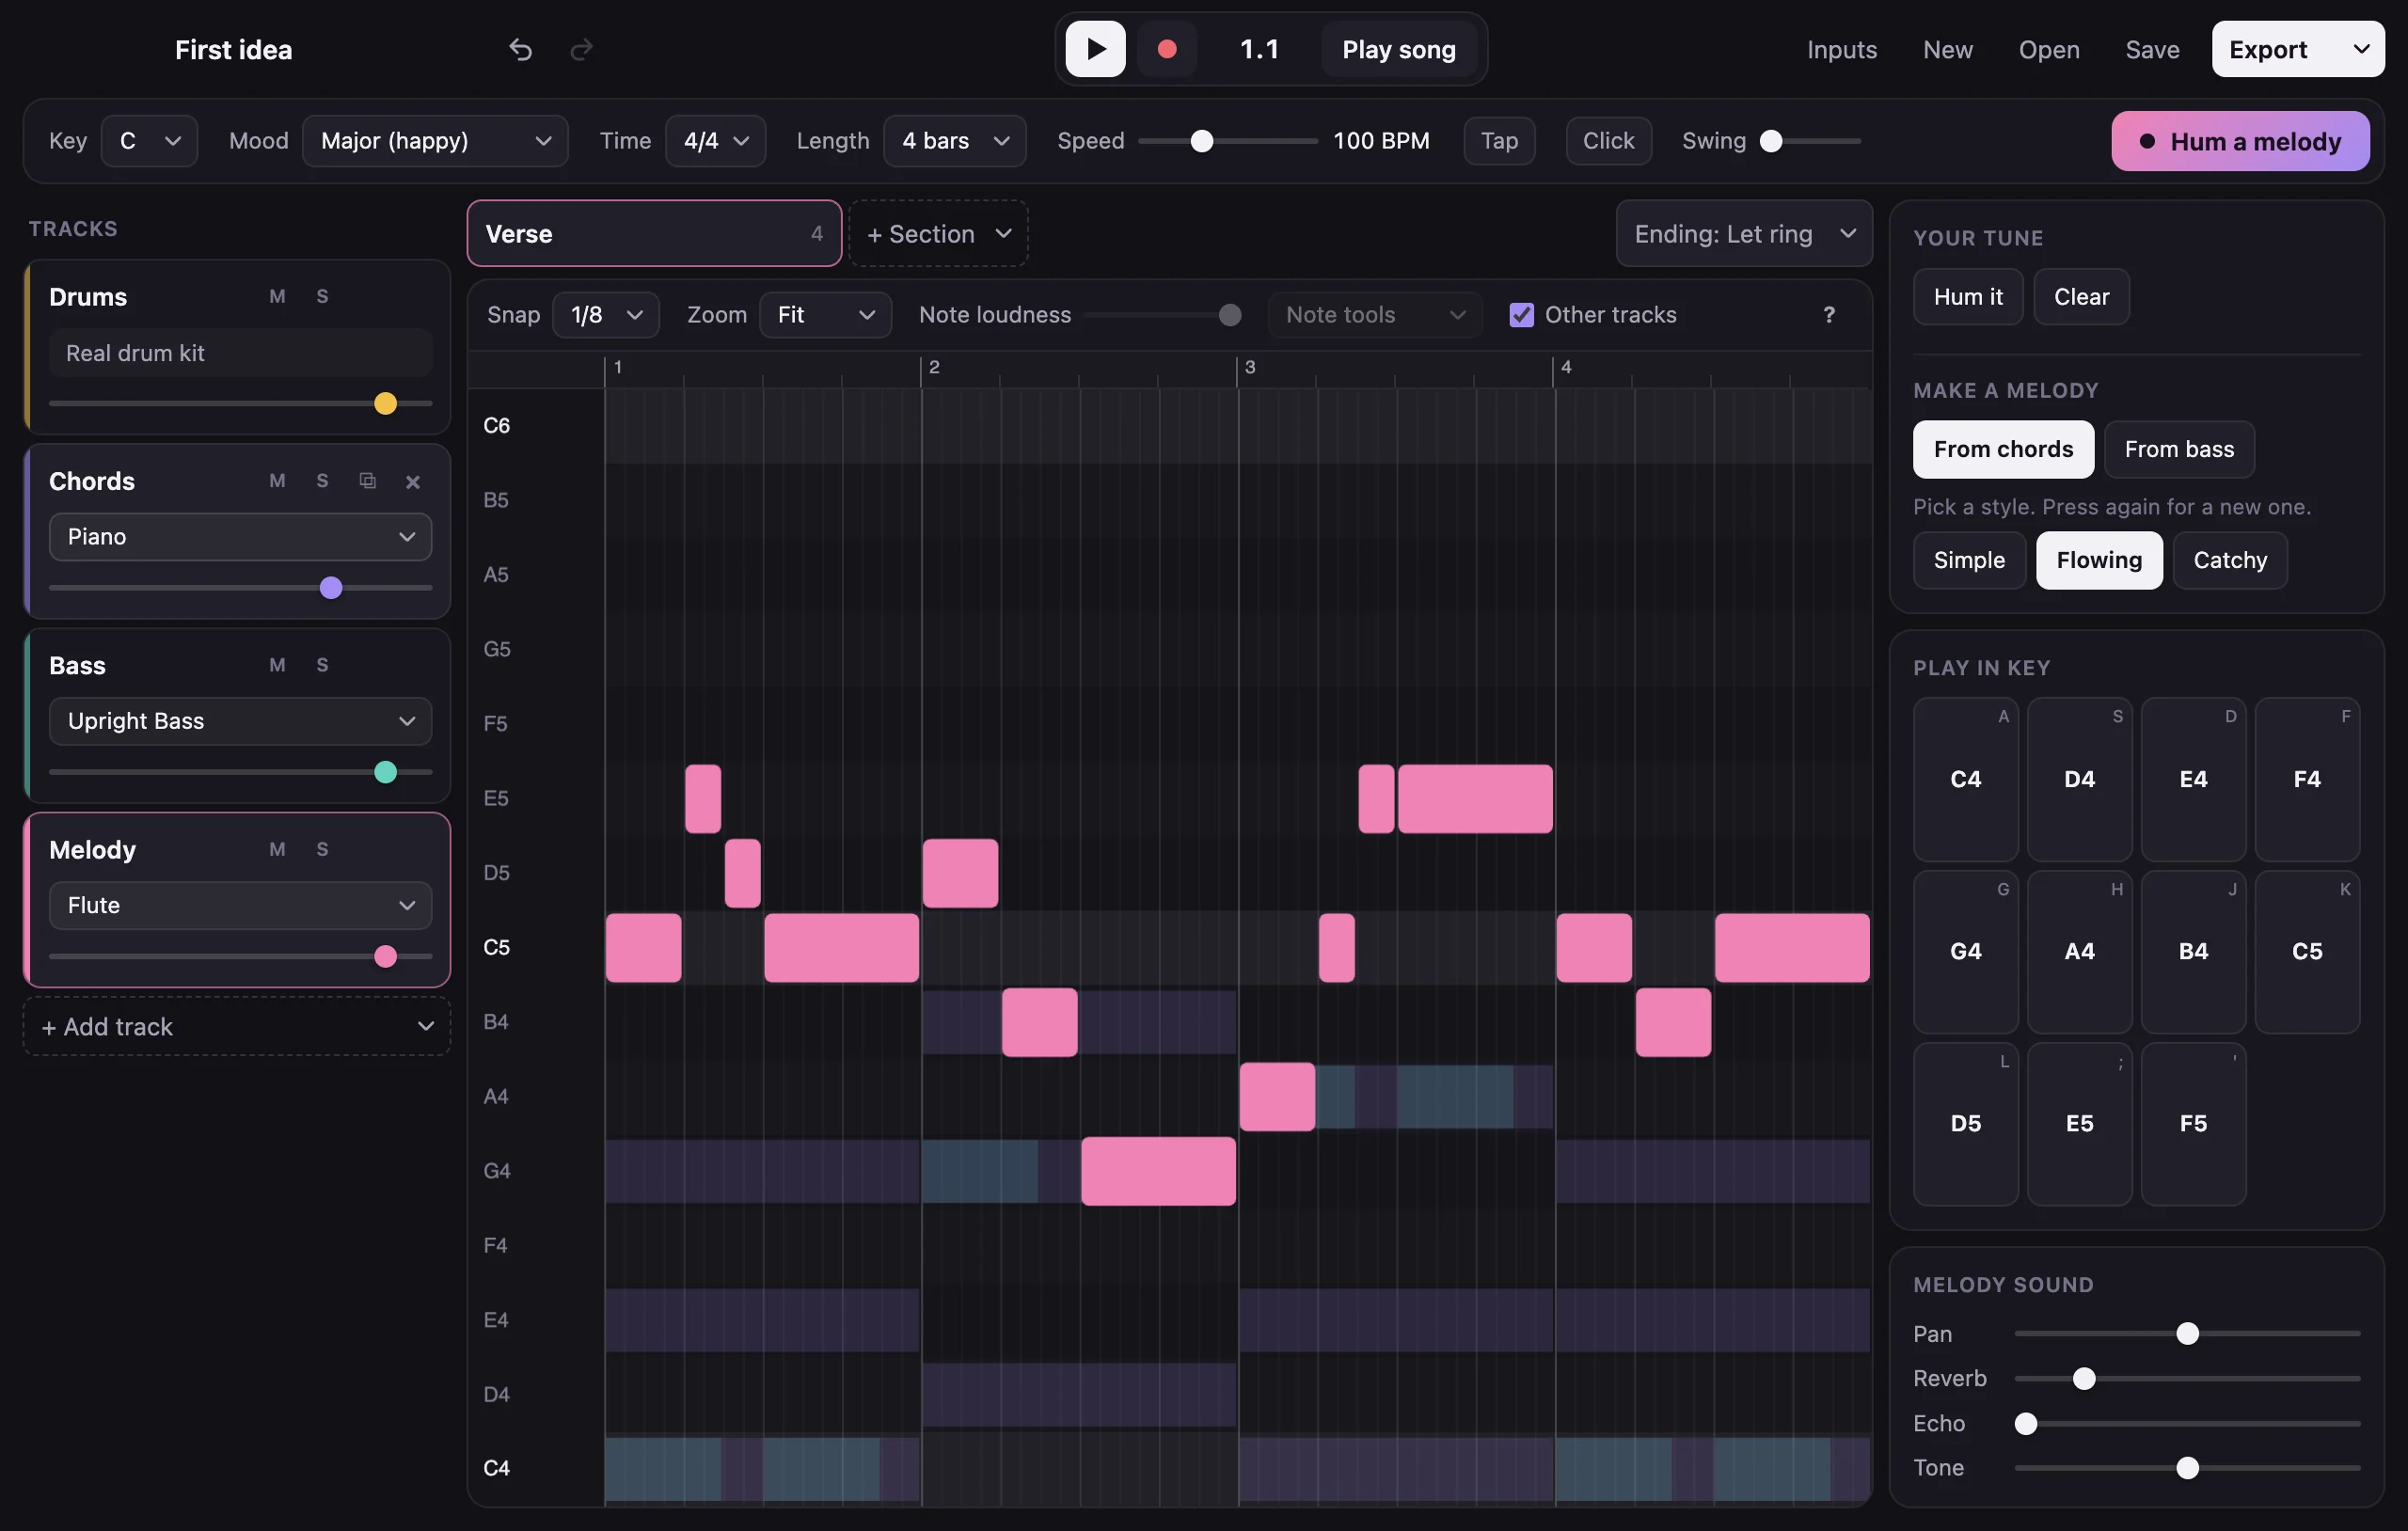 First idea
1.1
Play song
Inputs
New
Open
Save
Export
Key
C
Mood
Major (happy)
Time
4/4
Length
4 bars
Speed
100 BPM
Tap
Click
Swing
Hum a melody
TRACKS
Drums
M
S
Real drum kit
Chords
M
S
Piano
Bass
M
S
Upright Bass
Melody
M
S
Flute
+ Add track
Verse
4
+ Section
Ending: Let ring
Snap
1/8
Zoom
Fit
Note loudness
Note tools
Other tracks
?
1
2
3
4
C6
B5
A5
G5
F5
E5
D5
C5
B4
A4
G4
F4
E4
D4
C4
YOUR TUNE
Hum it
Clear
MAKE A MELODY
From chords
From bass
Pick a style. Press again for a new one.
Simple
Flowing
Catchy
PLAY IN KEY
A
C4
S
D4
D
E4
F
F4
G
G4
H
A4
J
B4
K
C5
L
D5
;
E5
'
F5
MELODY SOUND
Pan
Reverb
Echo
Tone